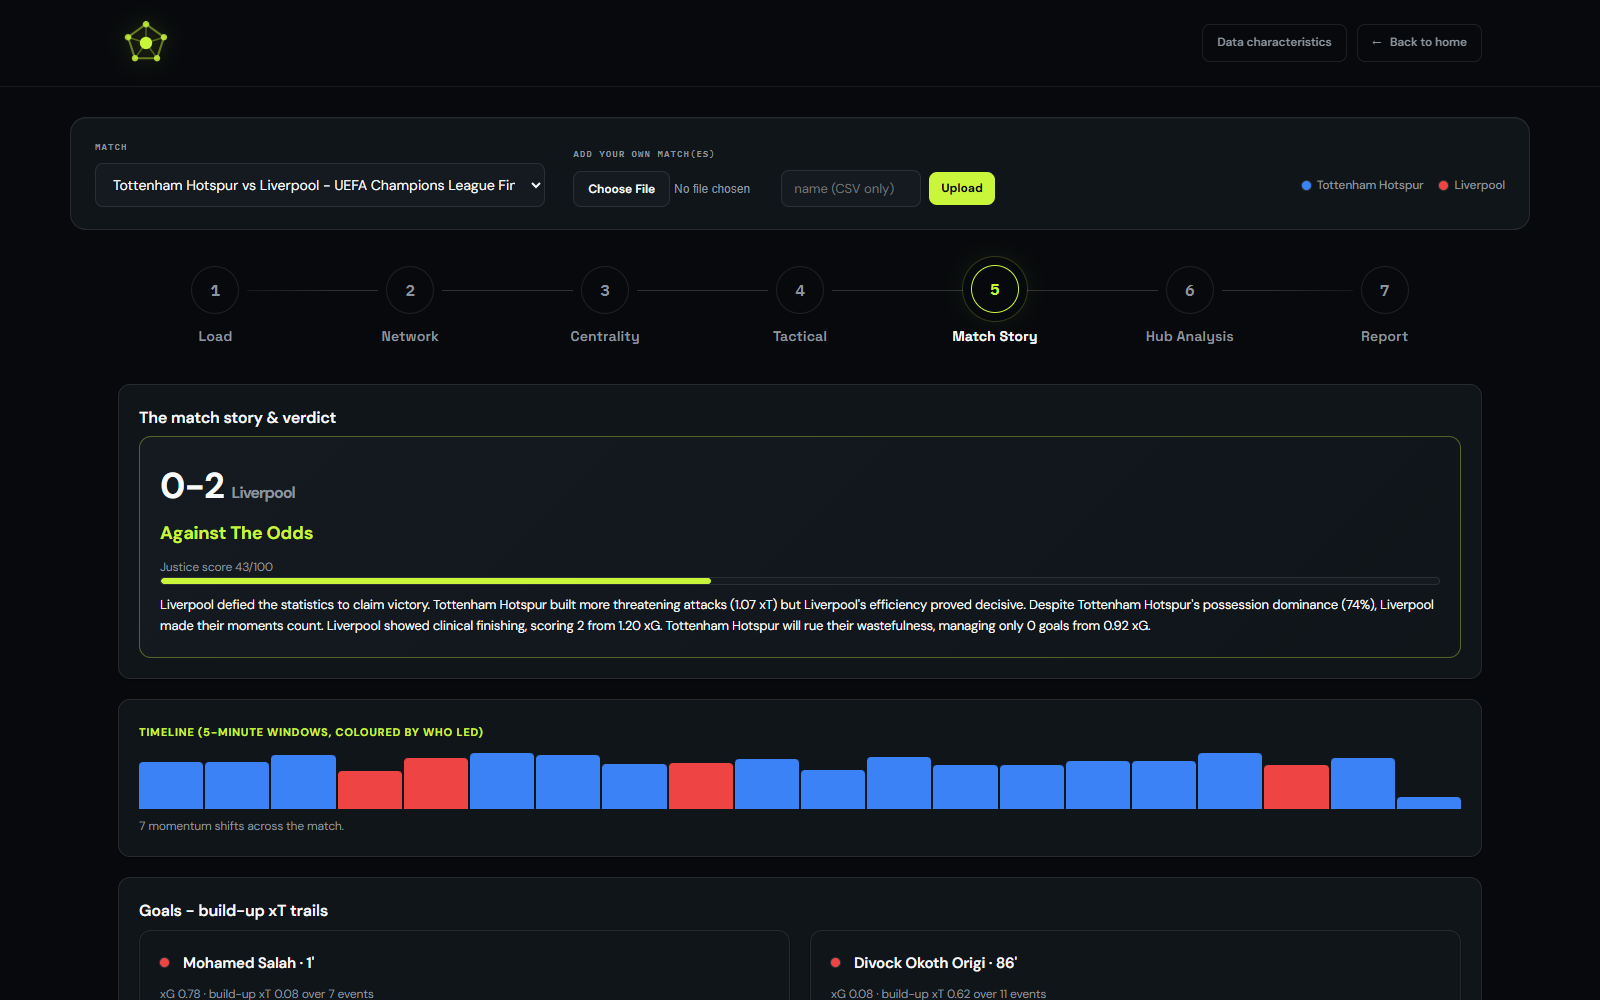 Data characteristics
← Back to home
MATCH
Tottenham Hotspur vs Liverpool - UEFA Champions League Fir
ADD YOUR OWN MATCH(ES)
Choose File No file chosen
name (CSV only)
Upload
Tottenham Hotspur
Liverpool
1
Load
2
Network
3
Centrality
4
Tactical
5
Match Story
6
Hub Analysis
7
Report
The match story & verdict
0–2 Liverpool
Against The Odds
Justice score 43/100
Liverpool defied the statistics to claim victory. Tottenham Hotspur built more threatening attacks (1.07 xT) but Liverpool's efficiency proved decisive. Despite Tottenham Hotspur's possession dominance (74%), Liverpool
made their moments count. Liverpool showed clinical finishing, scoring 2 from 1.20 xG. Tottenham Hotspur will rue their wastefulness, managing only 0 goals from 0.92 xG.
TIMELINE (5-MINUTE WINDOWS, COLOURED BY WHO LED)
7 momentum shifts across the match.
Goals - build-up xT trails
Mohamed Salah · 1'
xG 0.78 · build-up xT 0.08 over 7 events
Divock Okoth Origi · 86'
xG 0.08 · build-up xT 0.62 over 11 events